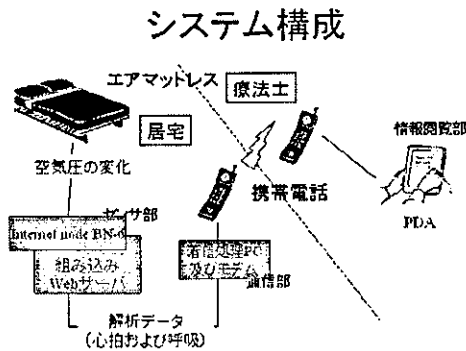 システム構成
エアマットレス
療法士
居宅
情報閲覧部
空気圧の変化
携帯電話
PDA
センサ部
Internet node BN-
組み込み
Webサーバ
着信処理PC
及びモデム
通信部
解析データ
(心拍および呼吸)